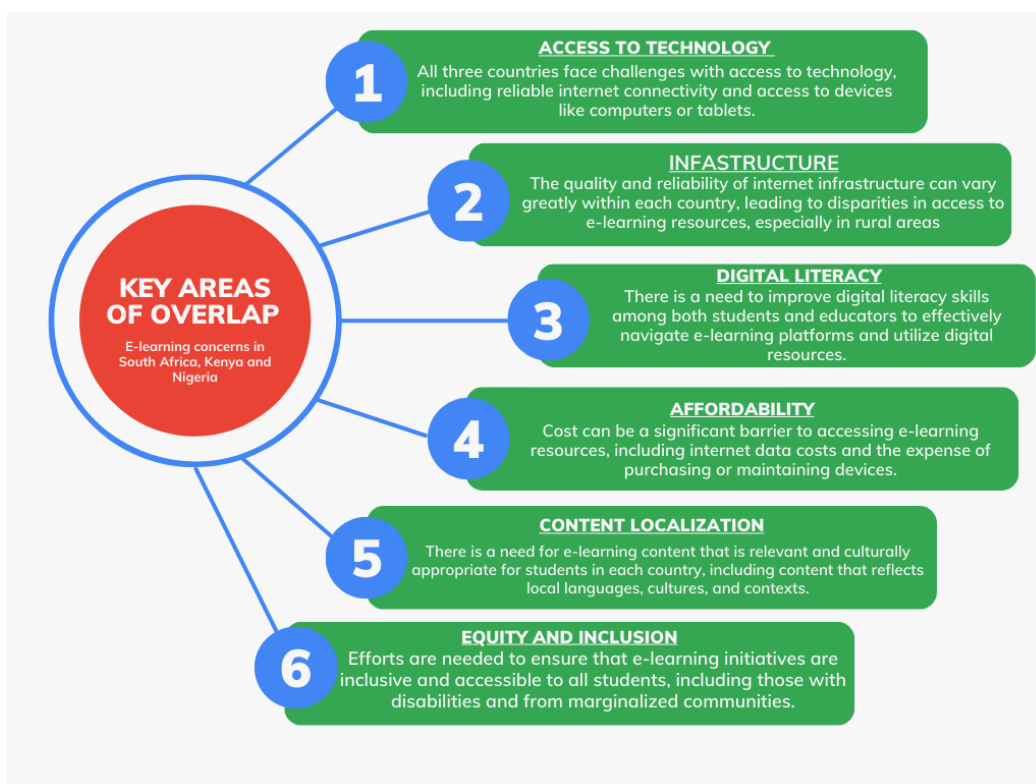 KEY AREAS
OF OVERLAP
E-learning concerns in
South Africa, Kenya and
Nigeria
1
ACCESS TO TECHNOLOGY
All three countries face challenges with access to technology,
including reliable internet connectivity and access to devices
like computers or tablets.
2
INFASTRUCTURE
The quality and reliability of internet infrastructure can vary
greatly within each country, leading to disparities in access to
e-learning resources, especially in rural areas
3
DIGITAL LITERACY
There is a need to improve digital literacy skills
among both students and educators to effectively
navigate e-learning platforms and utilize digital
resources.
4
AFFORDABILITY
Cost can be a significant barrier to accessing e-learning
resources, including internet data costs and the expense of
purchasing or maintaining devices.
5
CONTENT LOCALIZATION
There is a need for e-learning content that is relevant and culturally
appropriate for students in each country, including content that reflects
local languages, cultures, and contexts.
6
EQUITY AND INCLUSION
Efforts are needed to ensure that e-learning initiatives are
inclusive and accessible to all students, including those with
disabilities and from marginalized communities.